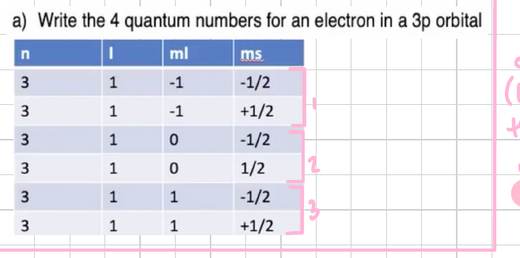 a) Write the 4 quantum numbers for an electron in a 3p orbital
n l ml ms
3 1 -1 -1/2
3 1 -1 +1/2
3 1 0 -1/2
3 1 0 1/2
3 1 1 -1/2
3 1 1 +1/2
1
2
3